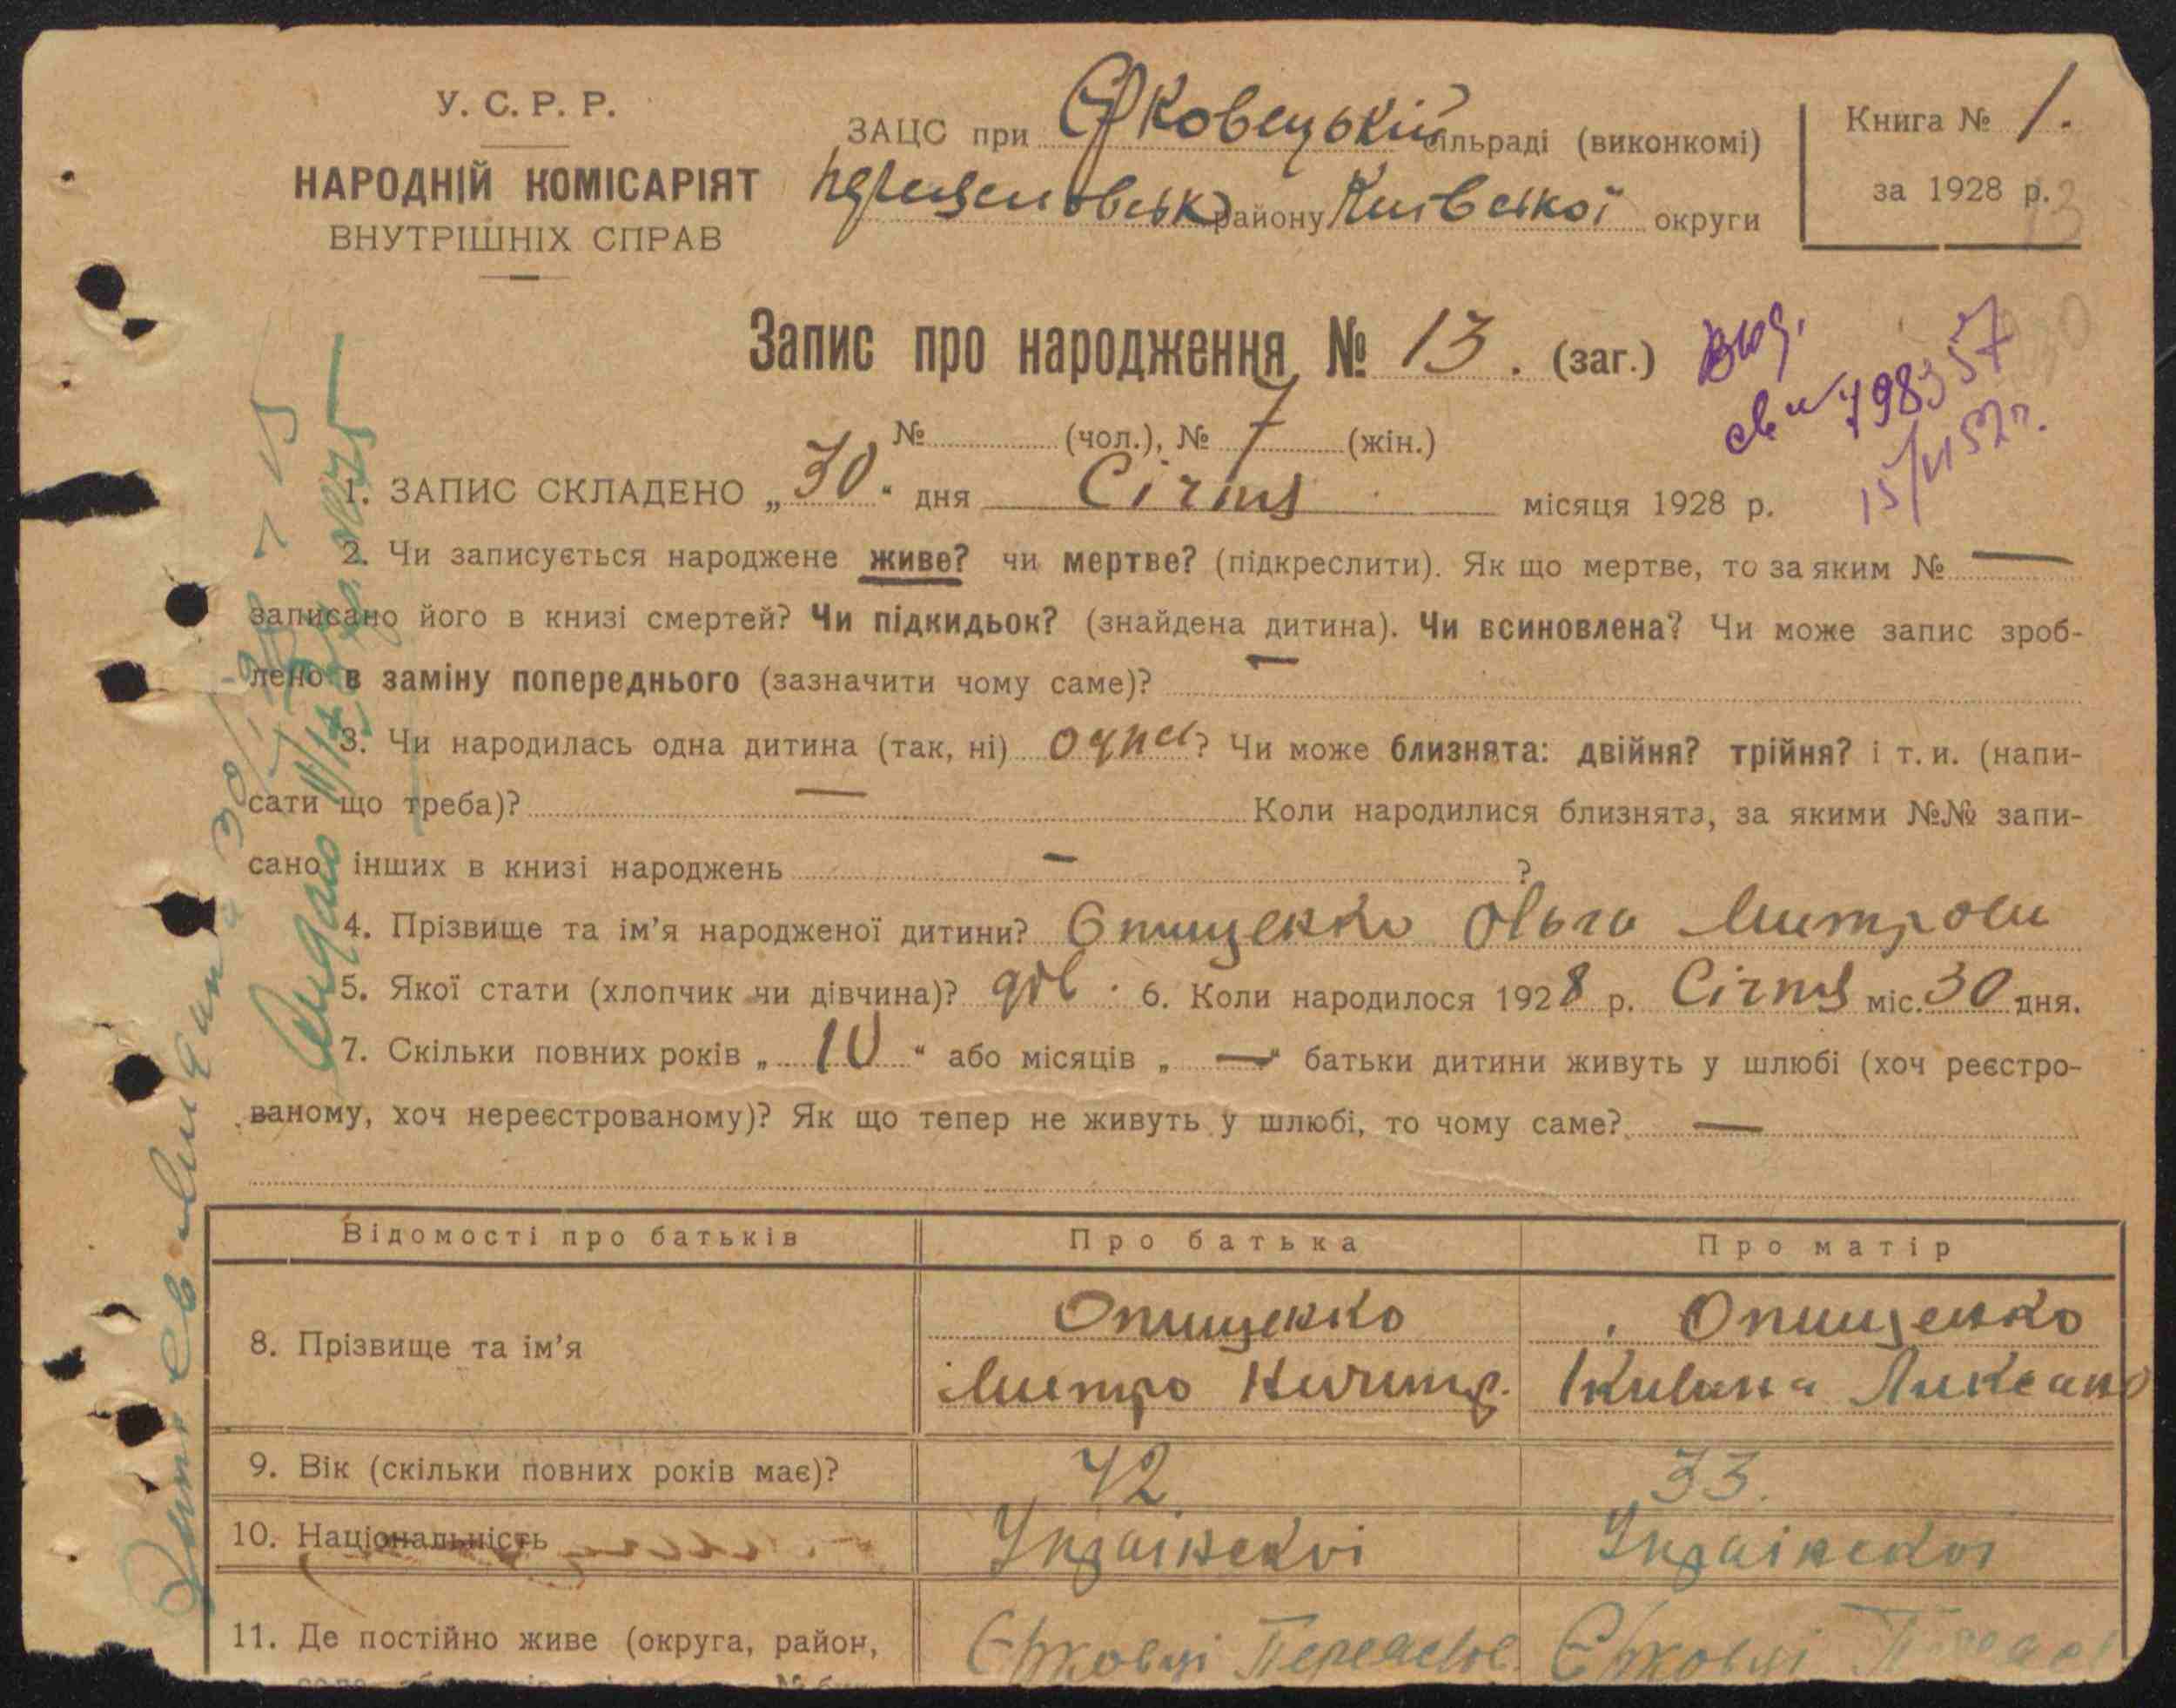 У. С. Р. Р.
НАРОДНІЙ КОМІСАРІЯТ
ВНУТРІШНІХ СПРАВ
ЗАЦС при Єрковецькій сільраді (виконкомі)
району Київської округи
Книга № 1.
за 1928 р.
13
Запис про народження № 13. (заг.)
№ (чол.), № 7 (жін.)
1. ЗАПИС СКЛАДЕНО „30“ дня Січня місяця 1928 р.
2. Чи записується народжене живе? чи мертве? (підкреслити). Як що мертве, то за яким № —
записано його в книзі смертей? Чи підкидьок? (знайдена дитина). Чи всиновлена? Чи може запис зроб-
лено в заміну попереднього (зазначити чому саме)? —
3. Чи народилась одна дитина (так, ні) одна? Чи може близнята: двійня? трійня? і т. и. (напи-
сати що треба)? — Коли народилися близнята, за якими №№ запи-
сано інших в книзі народжень — ?
4. Прізвище та ім'я народженої дитини? Опищенко Ольга Митров
5. Якої стати (хлопчик чи дівчина)? дів. 6. Коли народилося 1928 р. Січня міс. 30 дня.
7. Скільки повних років „10“ або місяців „—“ батьки дитини живуть у шлюбі (хоч реєстро-
ваному, хоч нереєстрованому)? Як що тепер не живуть у шлюбі, то чому саме? —
Відомості про батьків Про батька Про матір
8. Прізвище та ім'я
Опищенко Опищенко
Митро
9. Вік (скільки повних років має)? 42 33.
10. Національність Українскоі Українскоі
11. Де постійно живе (округа, район, Єрковці Переяслов. Єрковці